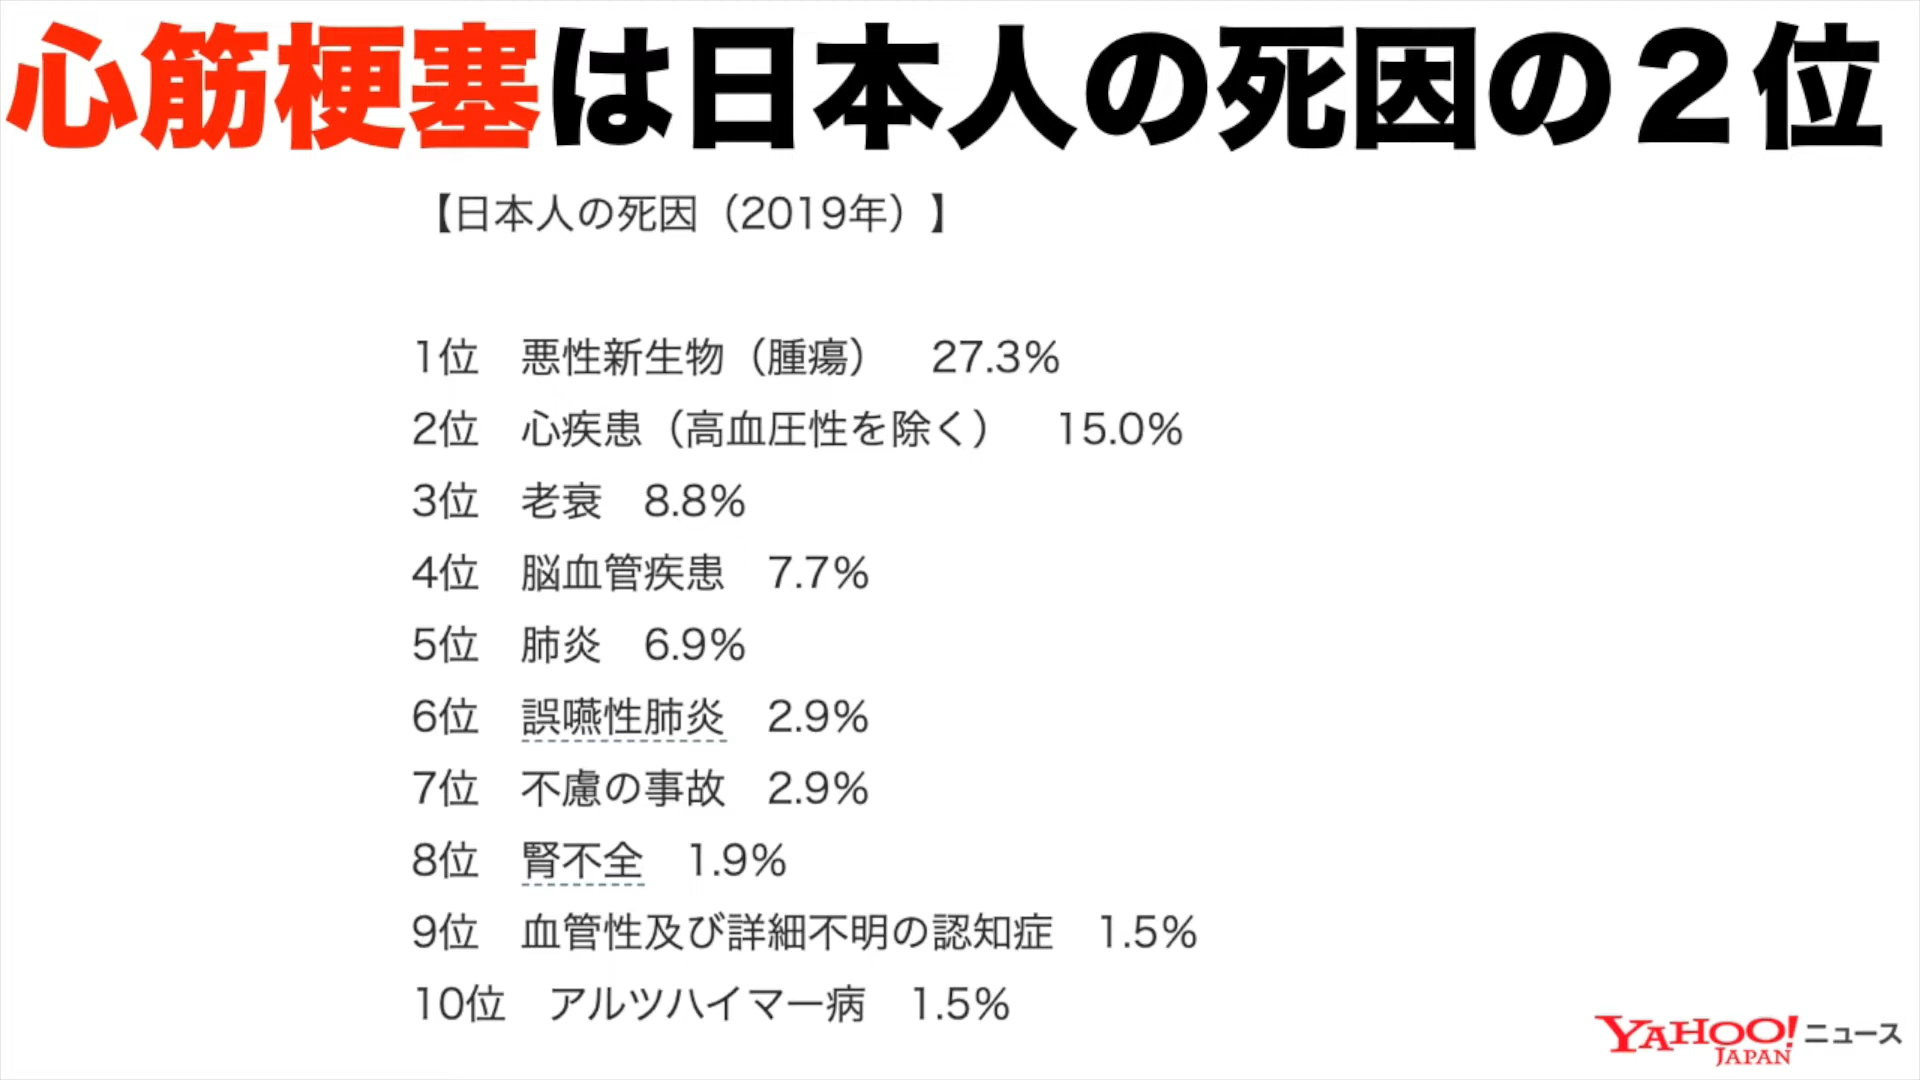 心筋梗塞は日本人の死因の２位
【日本人の死因（2019年）】
1位　悪性新生物（腫瘍）　27.3%
2位　心疾患（高血圧性を除く）　15.0%
3位　老衰　8.8%
4位　脳血管疾患　7.7%
5位　肺炎　6.9%
6位　誤嚥性肺炎　2.9%
7位　不慮の事故　2.9%
8位　腎不全　1.9%
9位　血管性及び詳細不明の認知症　1.5%
10位　アルツハイマー病　1.5%
YAHOO!ニュース
JAPAN